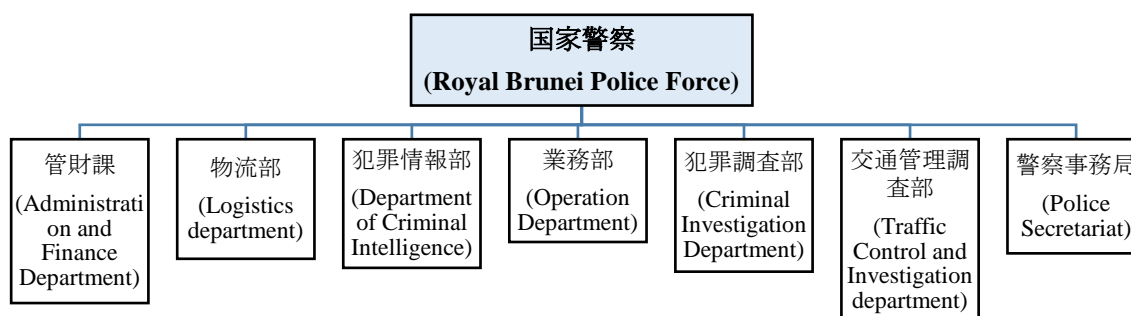 国家警察
(Royal Brunei Police Force)
管財課
(Administrati
on and
Finance
Department)
物流部
(Logistics
department)
犯罪情報部
(Department
of Criminal
Intelligence)
業務部
(Operation
Department)
犯罪調査部
(Criminal
Investigation
Department)
交通管理調
査部
(Traffic
Control and
Investigation
department)
警察事務局
(Police
Secretariat)